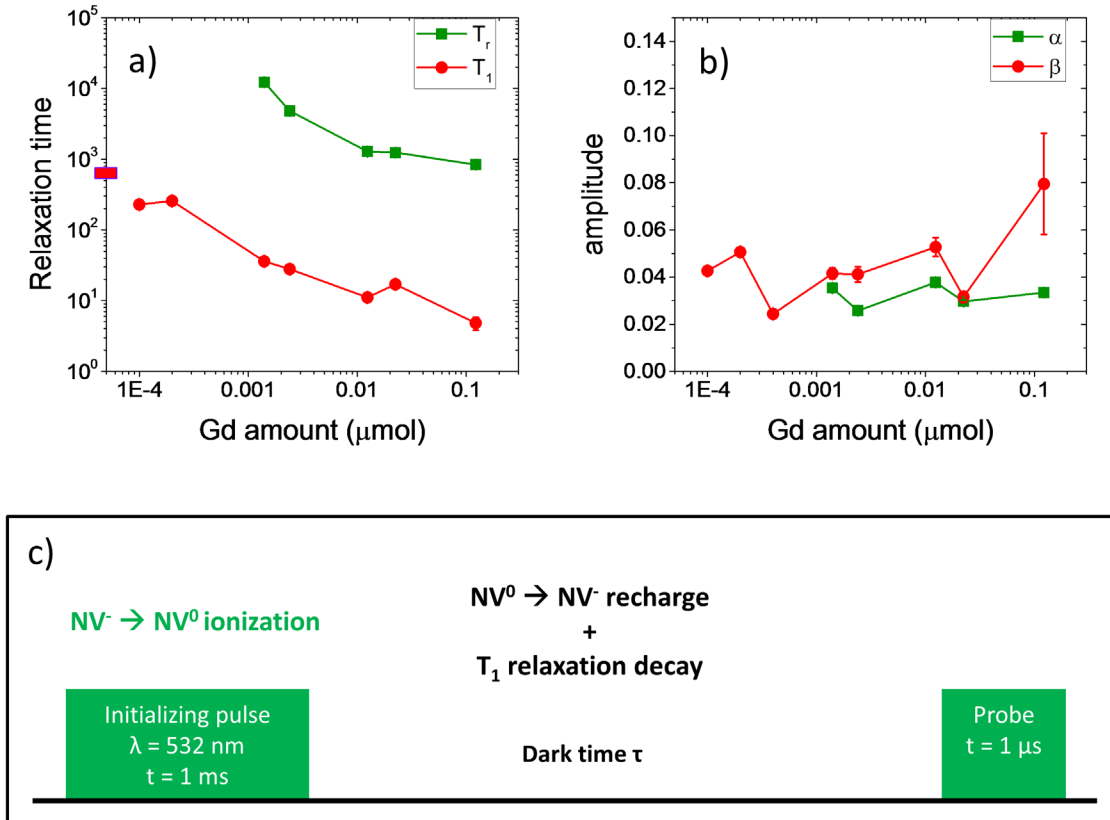 a)
T_r
T_1
10^5
10^4
10^3
10^2
10^1
10^0
Relaxation time
1E-4
0.001
0.01
0.1
Gd amount (μmol)
b)
α
β
0.14
0.12
0.10
0.08
0.06
0.04
0.02
0.00
amplitude
1E-4
0.001
0.01
0.1
Gd amount (μmol)
c)
NV⁻ → NV⁰ ionization
NV⁰ → NV⁻ recharge
+
T₁ relaxation decay
Initializing pulse
λ = 532 nm
t = 1 ms
Dark time τ
Probe
t = 1 μs